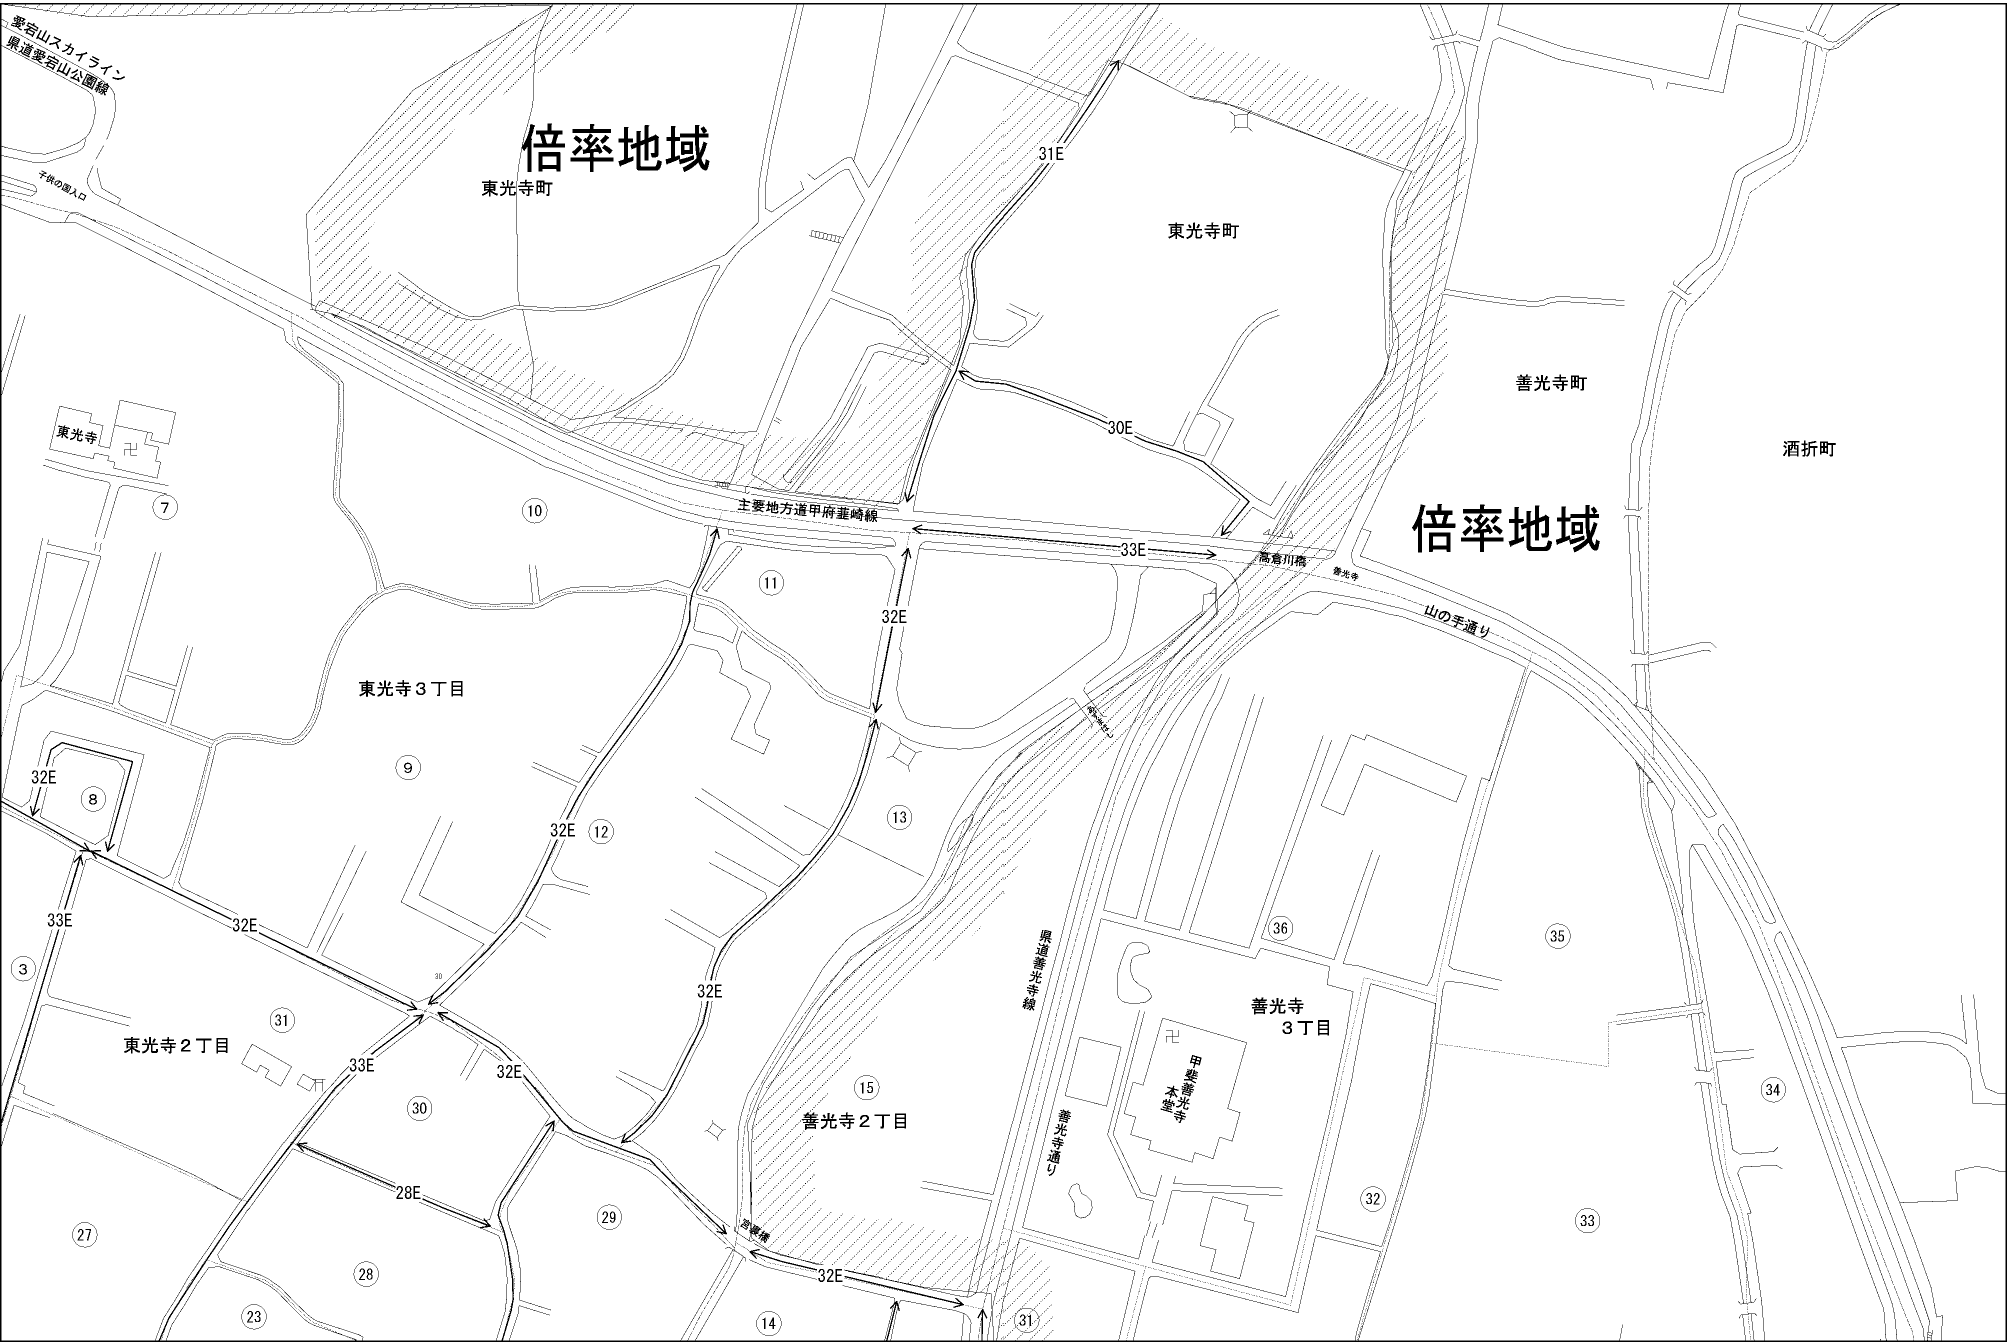 愛宕山スカイライン
県道愛宕山公園線
子供の国入口
倍率地域
東光寺町
31E
東光寺町
善光寺町
酒折町
30E
東光寺
7
10
主要地方道甲府韮崎線
33E
倍率地域
高倉川橋
善光寺
山の手通り
11
32E
東光寺３丁目
9
32E
8
32E
12
13
33E
32E
3
30
32E
県道善光寺線
36
35
31
東光寺２丁目
33E
32E
30
15
善光寺２丁目
善光寺
３丁目
甲斐善光寺
本堂
善光寺通り
34
28E
27
29
宮裏橋
32
33
28
32E
23
14
31